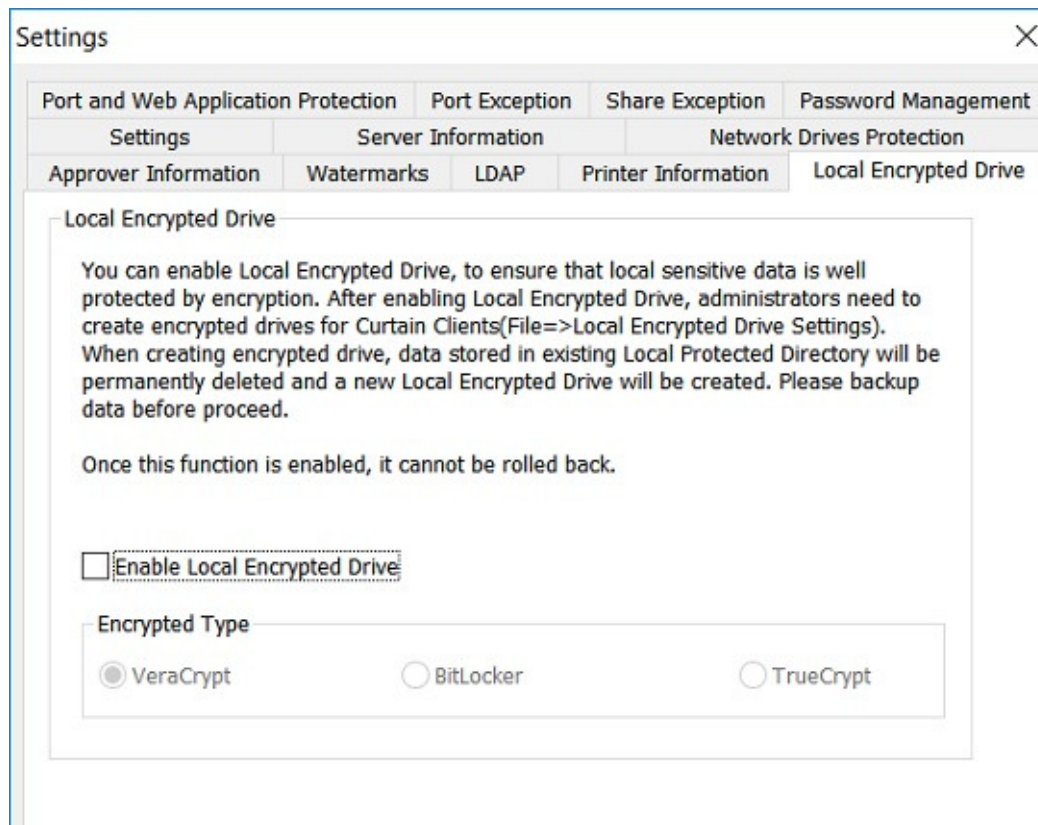 Settings
Port and Web Application Protection Port Exception Share Exception Password Management
Settings Server Information Network Drives Protection
Approver Information Watermarks LDAP Printer Information Local Encrypted Drive
Local Encrypted Drive
You can enable Local Encrypted Drive, to ensure that local sensitive data is well
protected by encryption. After enabling Local Encrypted Drive, administrators need to
create encrypted drives for Curtain Clients(File=>Local Encrypted Drive Settings).
When creating encrypted drive, data stored in existing Local Protected Directory will be
permanently deleted and a new Local Encrypted Drive will be created. Please backup
data before proceed.
Once this function is enabled, it cannot be rolled back.
Enable Local Encrypted Drive
Encrypted Type
VeraCrypt BitLocker TrueCrypt